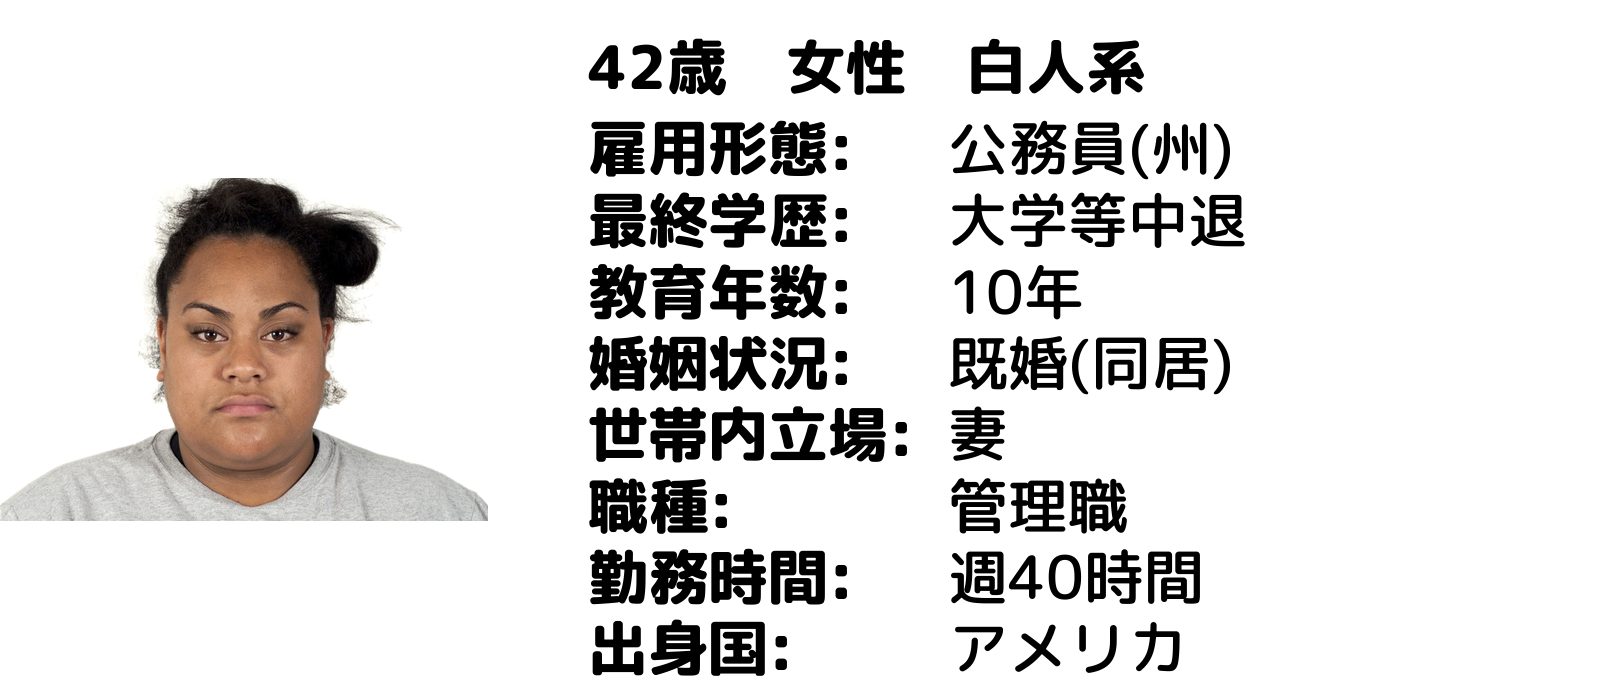 42歳　女性　白人系
雇用形態:　公務員(州)
最終学歴:　大学等中退
教育年数:　10年
婚姻状況:　既婚(同居)
世帯内立場:　妻
職種:　管理職
勤務時間:　週40時間
出身国:　アメリカ